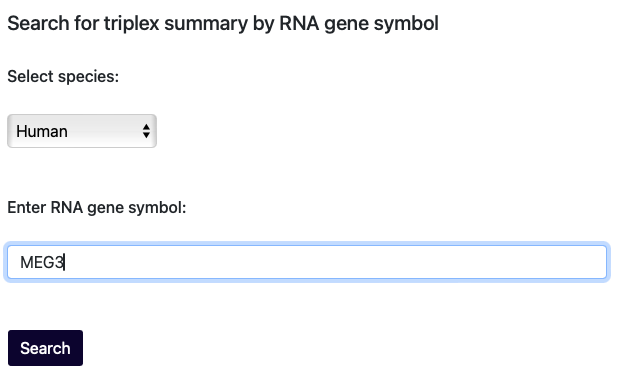 Search for triplex summary by RNA gene symbol
Select species:
Human
Enter RNA gene symbol:
MEG3
Search